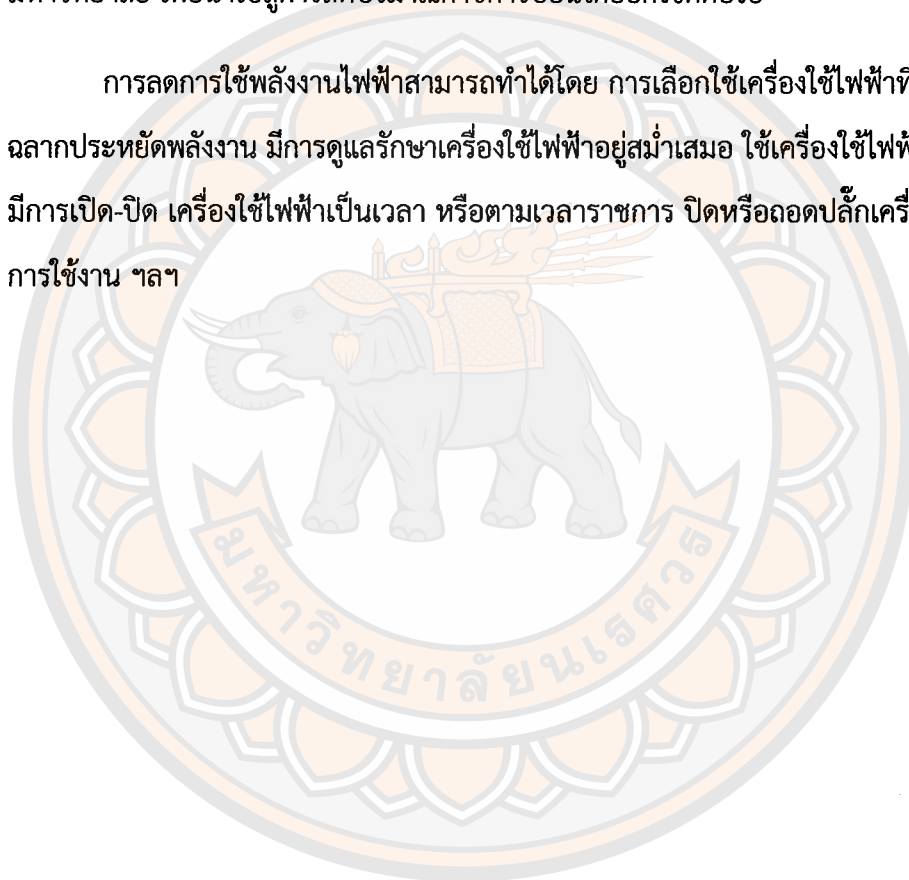 การลดการใช้พลังงานไฟฟ้าสามารถทำได้โดย การเลือกใช้เครื่องใช้ไฟฟ้าที
ฉลากประหยัดพลังงาน มีการดูแลรักษาเครื่องใช้ไฟฟ้าอยู่สม่ำเสมอ ใช้เครื่องใช้ไฟฟ้
มีการเปิด-ปิด เครื่องใช้ไฟฟ้าเป็นเวลา หรือตามเวลาราชการ ปิดหรือถอดปลั๊กเครื่
การใช้งาน ฯลฯ
มหาวิทยาลัยนเรศวร